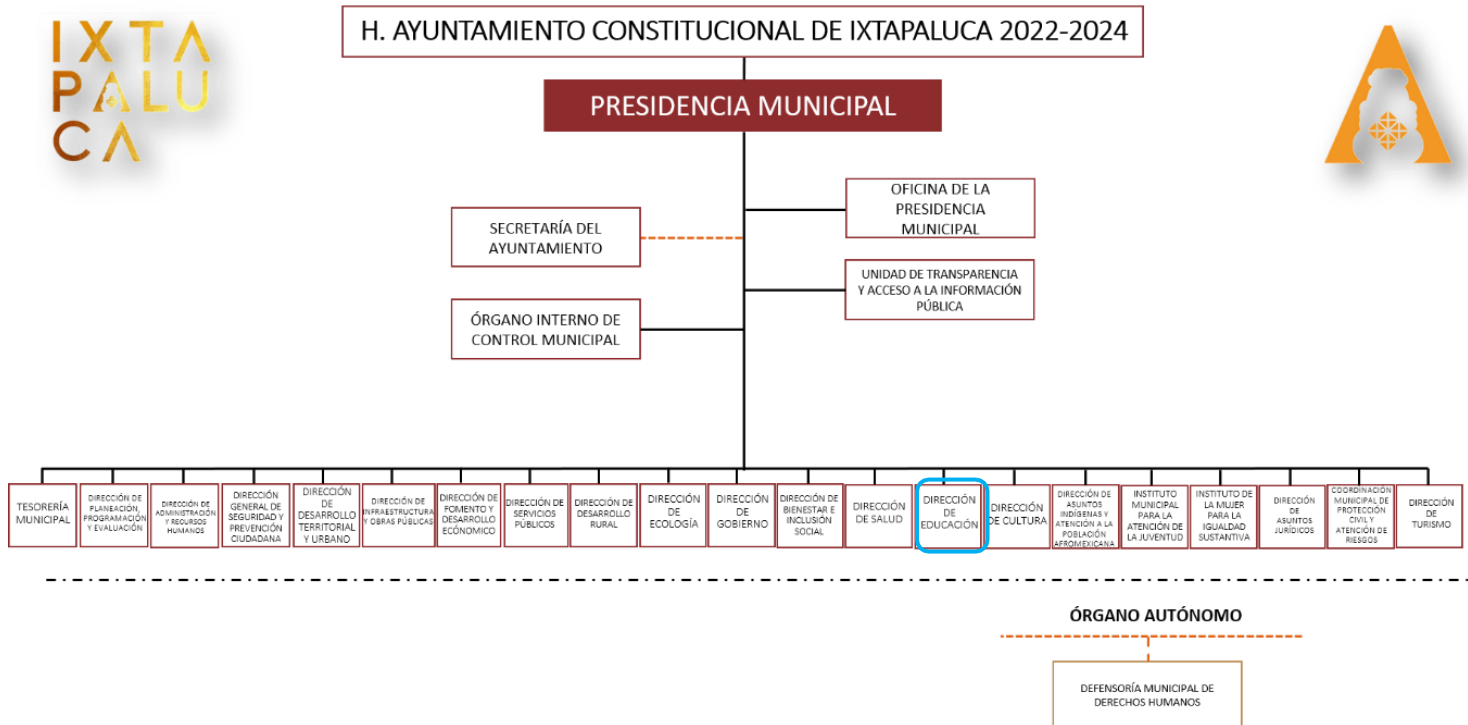 IXTA
PALU
CA
H. AYUNTAMIENTO CONSTITUCIONAL DE IXTAPALUCA 2022-2024
PRESIDENCIA MUNICIPAL
SECRETARÍA DEL
AYUNTAMIENTO
OFICINA DE LA
PRESIDENCIA
MUNICIPAL
UNIDAD DE TRANSPARENCIA
Y ACCESO A LA INFORMACIÓN
PÚBLICA
ÓRGANO INTERNO DE
CONTROL MUNICIPAL
TESORERÍA
MUNICIPAL
DIRECCIÓN DE
PLANEACIÓN,
PROGRAMACIÓN
Y EVALUACIÓN
DIRECCIÓN DE
ADMINISTRACIÓN
Y RECURSOS
HUMANOS
DIRECCIÓN
GENERAL DE
SEGURIDAD Y
PREVENCIÓN
CIUDADANA
DIRECCIÓN
DE
DESARROLLO
TERRITORIAL
Y URBANO
DIRECCIÓN DE
INFRAESTRUCTURA
Y OBRAS PÚBLICAS
DIRECCIÓN DE
FOMENTO Y
DESARROLLO
ECÓNOMICO
DIRECCIÓN DE
SERVICIOS
PÚBLICOS
DIRECCIÓN DE
DESARROLLO
RURAL
DIRECCIÓN
DE
ECOLOGÍA
DIRECCIÓN
DE
GOBIERNO
DIRECCIÓN DE
BIENESTAR E
INCLUSIÓN
SOCIAL
DIRECCIÓN
DE SALUD
DIRECCIÓN
DE
EDUCACIÓN
DIRECCIÓN
DE CULTURA
DIRECCIÓN DE
ASUNTOS
INDÍGENAS Y
ATENCIÓN A LA
POBLACIÓN
AFROMEXICANA
INSTITUTO
MUNICIPAL
PARA LA
ATENCIÓN DE
LA JUVENTUD
INSTITUTO DE
LA MUJER
PARA LA
IGUALDAD
SUSTANTIVA
DIRECCIÓN
DE
ASUNTOS
JURÍDICOS
COORDINACIÓN
MUNICIPAL DE
PROTECCIÓN
CIVIL Y
ATENCIÓN DE
RIESGOS
DIRECCIÓN
DE
TURISMO
ÓRGANO AUTÓNOMO
DEFENSORÍA MUNICIPAL DE
DERECHOS HUMANOS